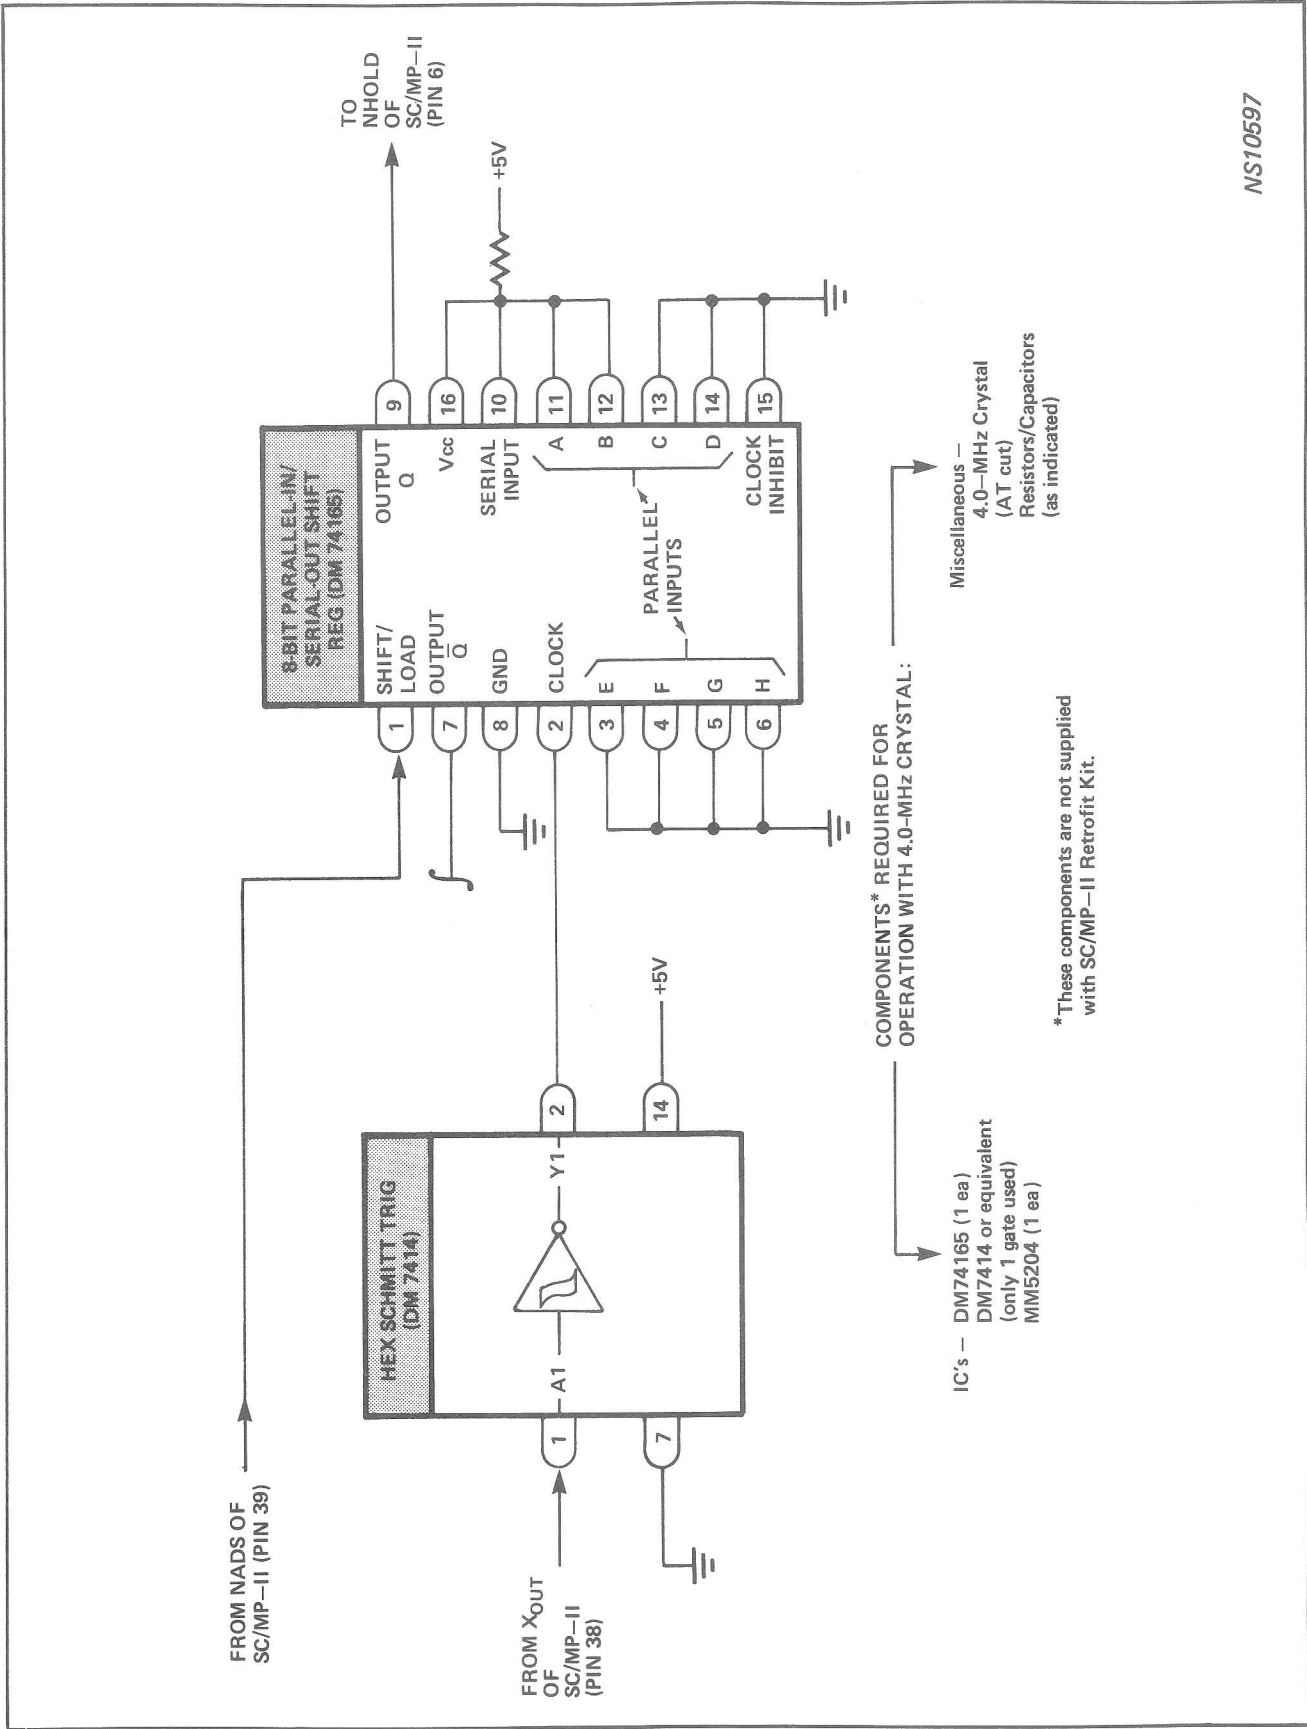 FROM NADS OF
SC/MP–II (PIN 39)
TO
NHOLD
OF
SC/MP–II
(PIN 6)
8-BIT PARALLEL-IN/
SERIAL-OUT SHIFT
REG (DM 74165)
1
SHIFT/
LOAD
OUTPUT
Q
9
7
OUTPUT
Q̅
Vcc
16
8
GND
SERIAL
INPUT
10
+5V
2
CLOCK
A
11
3
E
B
12
4
F
PARALLEL
INPUTS
C
13
5
G
D
14
6
H
CLOCK
INHIBIT
15
HEX SCHMITT TRIG
(DM 7414)
FROM XOUT
OF
SC/MP–II
(PIN 38)
1
A1
Y1
2
7
14
+5V
COMPONENTS* REQUIRED FOR
OPERATION WITH 4.0-MHz CRYSTAL:
IC's – DM74165 (1 ea)
DM7414 or equivalent
(only 1 gate used)
MM5204 (1 ea)
Miscellaneous –
4.0–MHz Crystal
(AT cut)
Resistors/Capacitors
(as indicated)
*These components are not supplied
with SC/MP–II Retrofit Kit.
NS10597